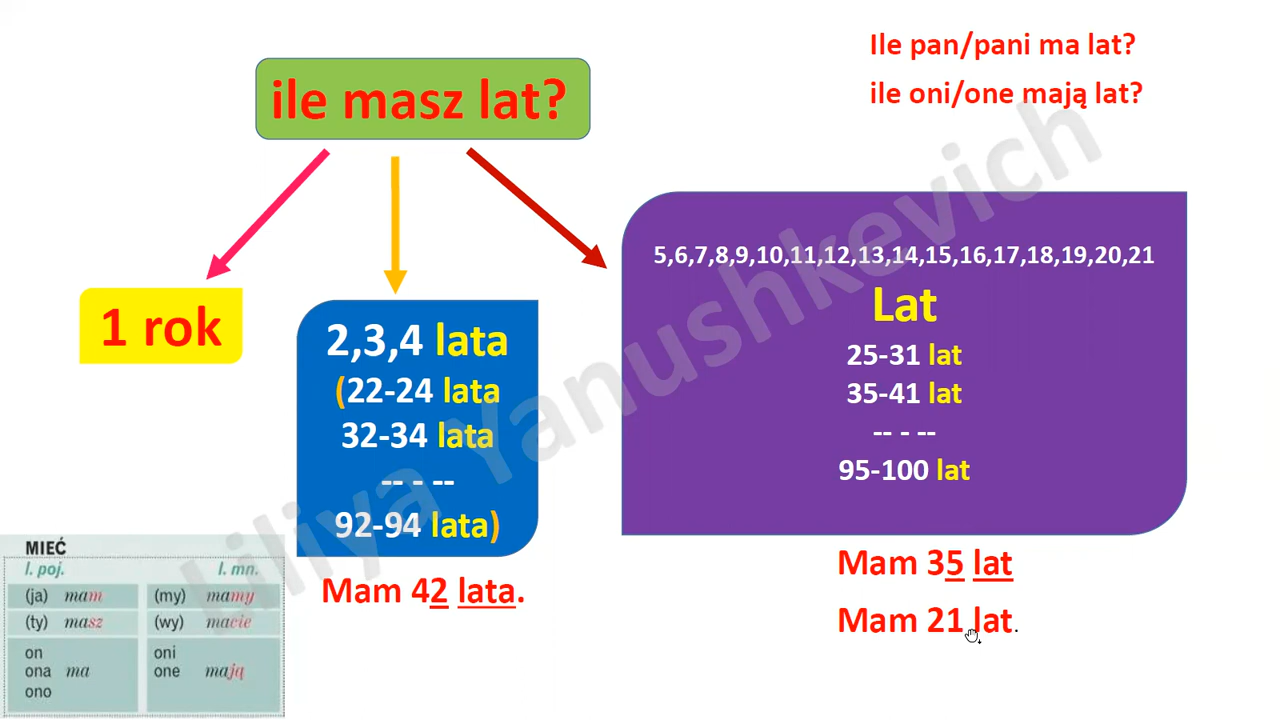 Ile pan/pani ma lat?
ile oni/one mają lat?
ile masz lat?
1 rok
2,3,4 lata
(22-24 lata
32-34 lata
-- - --
92-94 lata)
Mam 42 lata.
5,6,7,8,9,10,11,12,13,14,15,16,17,18,19,20,21
Lat
25-31 lat
35-41 lat
-- - --
95-100 lat
Mam 35 lat
Mam 21 lat.
MIEĆ
l. poj. l. mn.
(ja) mam (my) mamy
(ty) masz (wy) macie
on oni
ona ma one mają
ono
Liliya Yanushkevich